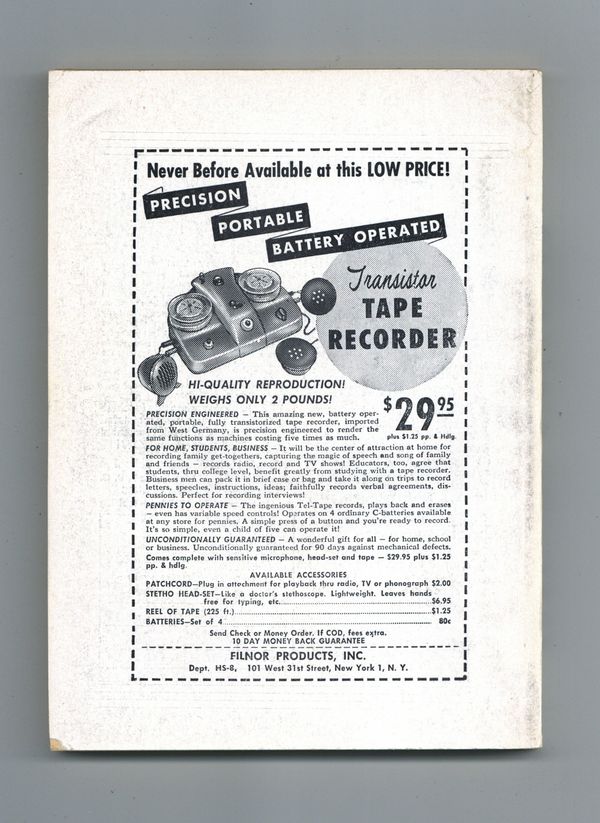 Never Before Available at this LOW PRICE!
PRECISION
PORTABLE
BATTERY OPERATED
Transistor
TAPE
RECORDER
HI-QUALITY REPRODUCTION!
WEIGHS ONLY 2 POUNDS!
$29.95
plus $1.25 pp. & Hdlg.
PRECISION ENGINEERED — This amazing new, battery oper-
ated, portable, fully transistorized tape recorder, imported
from West Germany, is precision engineered to render the
same functions as machines costing five times as much.
FOR HOME, STUDENTS, BUSINESS — It will be the center of attraction at home for
recording family get-togethers, capturing the magic of speech and song of family
and friends — records radio, record and TV shows! Educators, too, agree that
students, thru college level, benefit greatly from studying with a tape recorder.
Business men can pack it in brief case or bag and take it along on trips to record
letters, speeches, instructions, ideas; faithfully records verbal agreements, dis-
cussions. Perfect for recording interviews!
PENNIES TO OPERATE — The ingenious Tel-Tape records, plays back and erases
— even has variable speed controls! Operates on 4 ordinary C-batteries available
at any store for pennies. A simple press of a button and you're ready to record.
It's so simple, even a child of five can operate it!
UNCONDITIONALLY GUARANTEED — A wonderful gift for all — for home, school
or business. Unconditionally guaranteed for 90 days against mechanical defects.
Comes complete with sensitive microphone, head-set and tape — $29.95 plus $1.25
pp. & hdlg.
AVAILABLE ACCESSORIES
PATCHCORD—Plug in attachment for playback thru radio, TV or phonograph $2.00
STETHO HEAD-SET—Like a doctor's stethoscope. Lightweight. Leaves hands
free for typing, etc. $6.95
REEL OF TAPE (225 ft.) $1.25
BATTERIES—Set of 4 80c
Send Check or Money Order. If COD, fees extra.
10 DAY MONEY BACK GUARANTEE
FILNOR PRODUCTS, INC.
Dept. HS-8, 101 West 31st Street, New York 1, N. Y.